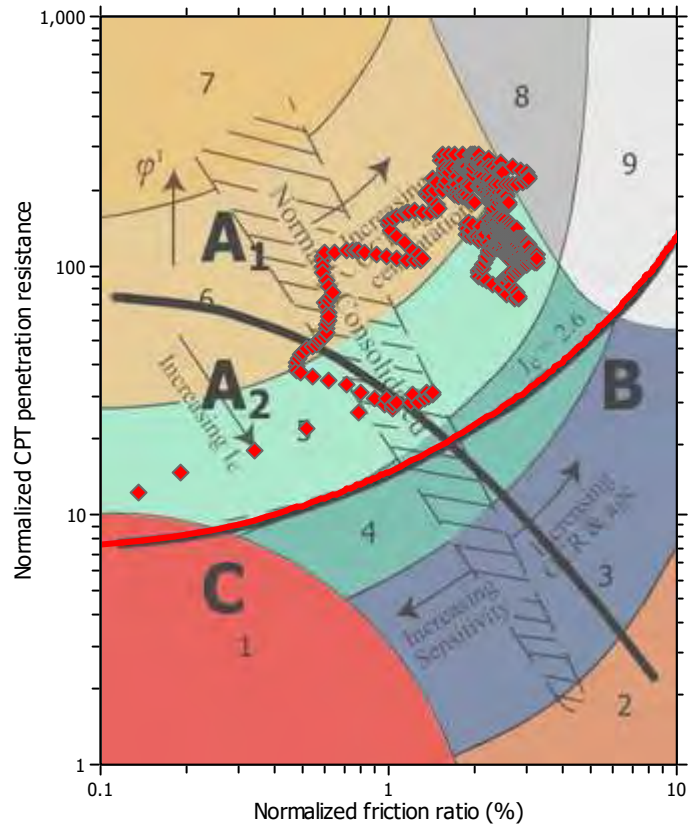 1,000
7
8
9
φ'
Normally Consolidated
Increasing
cementation
A1
100
6
Increasing Ic
A2
5
Ic = 2.6
B
10
4
Increasing
OCR & age
3
C
1
Increasing
Sensitivity
2
1
0.1
1
10
Normalized CPT penetration resistance
Normalized friction ratio (%)